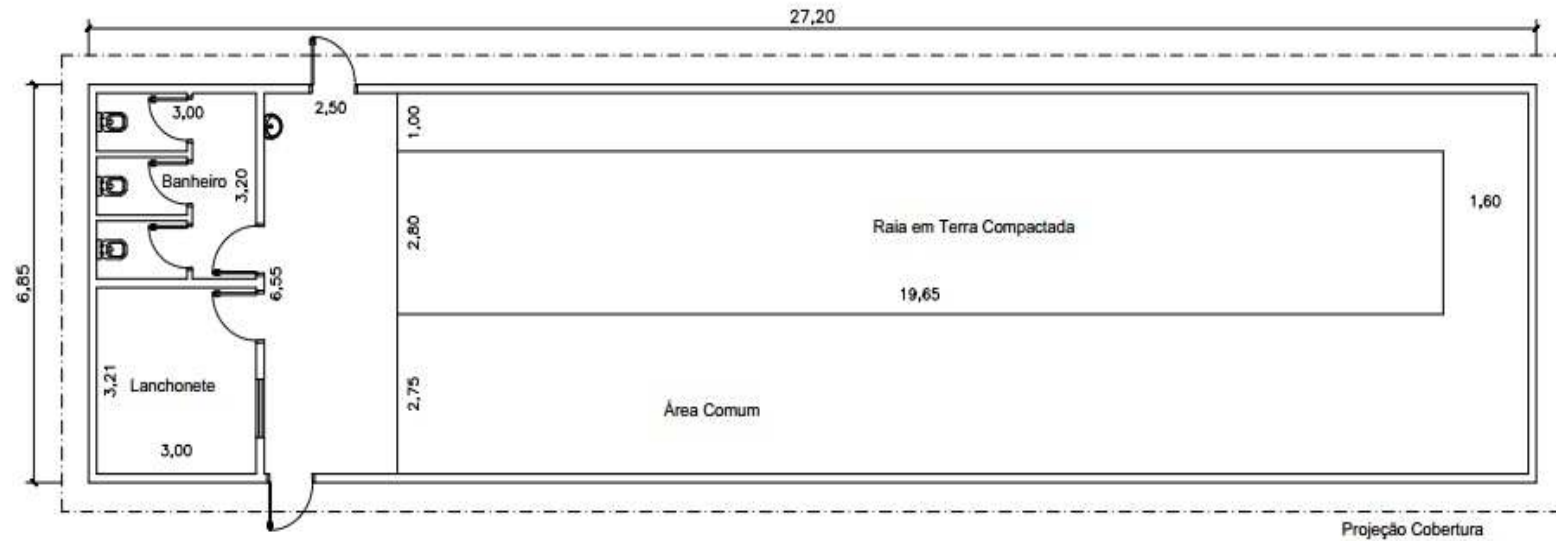 27,20
3,00
2,50
1,00
Banheiro
3,20
1,60
Raia em Terra Compactada
2,80
6,85
6,55
19,65
3,21
Lanchonete
2,75
Área Comum
3,00
Projeção Cobertura